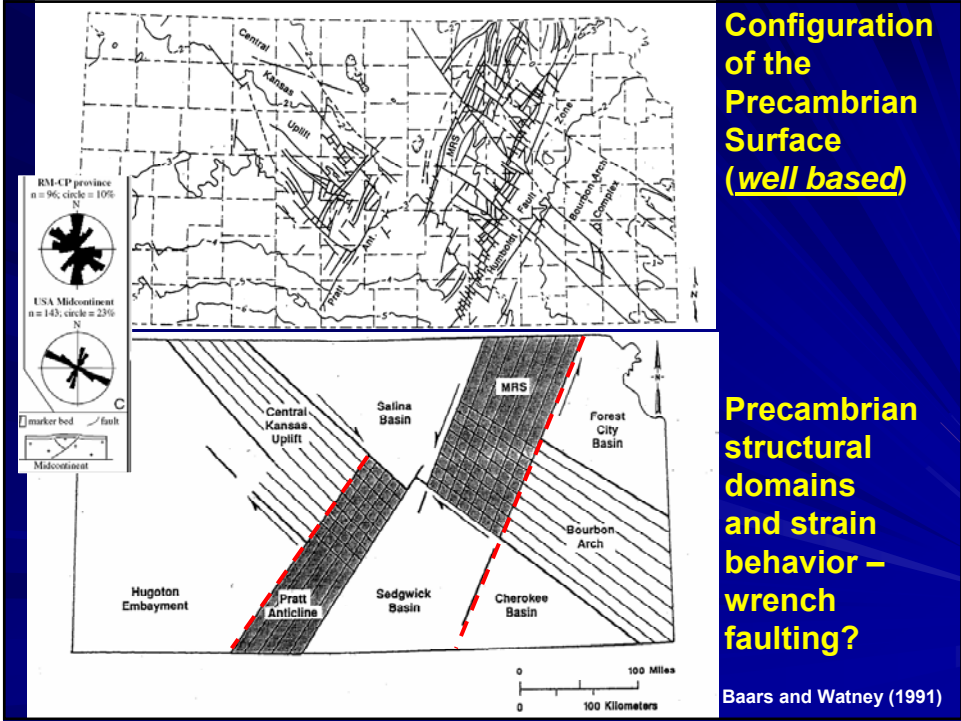 Configuration
of the
Precambrian
Surface
(well based)
Central
Kansas
Uplift
Pratt
Ant.
MRS
Humboldt
Fault
Zone
Bourbon Arch
Complex
N
RM-CP province
n = 96; circle = 10%
N
USA Midcontinent
n = 143; circle = 23%
N
C
marker bed
fault
Midcontinent
Precambrian
structural
domains
and strain
behavior –
wrench
faulting?
Central
Kansas
Uplift
Salina
Basin
MRS
Forest
City
Basin
N
Bourbon
Arch
Hugoton
Embayment
Pratt
Anticline
Sedgwick
Basin
Cherokee
Basin
0
100 Miles
0
100 Kilometers
Baars and Watney (1991)